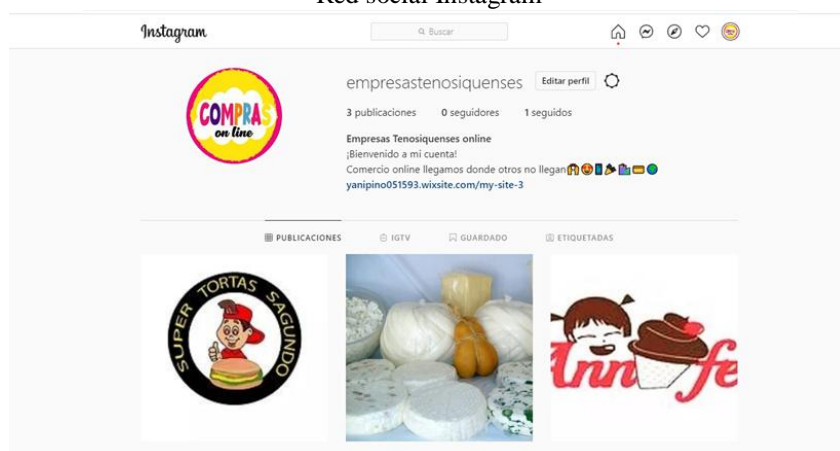 Red social Instagram
Instagram
Buscar
COMPRAS
on line
empresastenosiquenses Editar perfil
3 publicaciones 0 seguidores 1 seguidos
Empresas Tenosiquenses online
¡Bienvenido a mi cuenta!
Comercio online llegamos donde otros no llegan
yanipino051593.wixsite.com/my-site-3
PUBLICACIONES IGTV GUARDADO ETIQUETADAS
SUPER TORTAS SAGUNDO
Ann fe